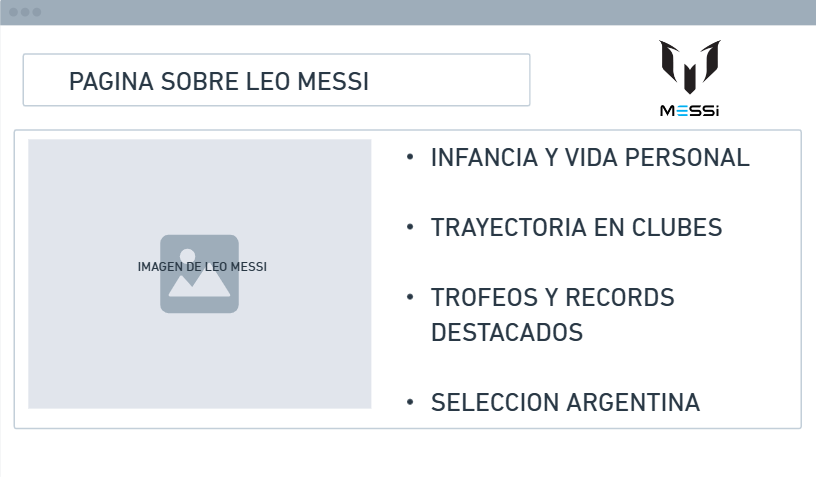 PAGINA SOBRE LEO MESSI
MESSi
IMAGEN DE LEO MESSI
• INFANCIA Y VIDA PERSONAL
• TRAYECTORIA EN CLUBES
• TROFEOS Y RECORDS
DESTACADOS
• SELECCION ARGENTINA